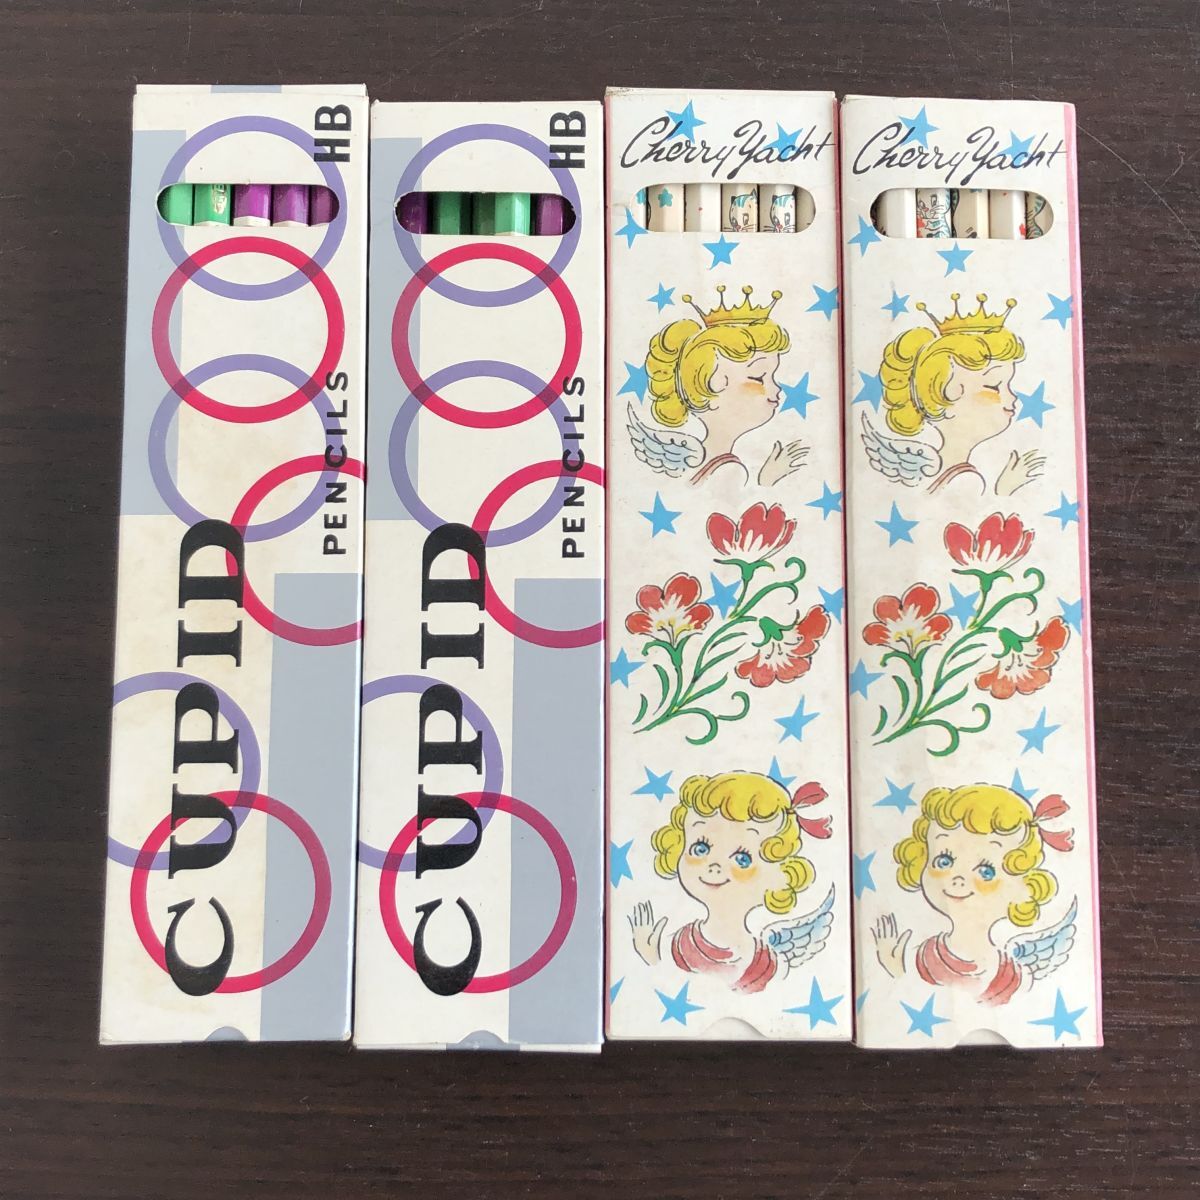 CUPID
PENCILS
HB
CUPID
PENCILS
HB
Cherry Yacht
Cherry Yacht